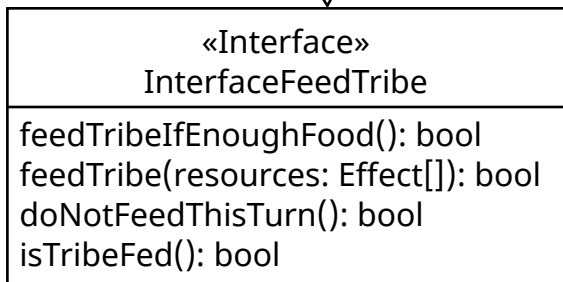 «Interface»
InterfaceFeedTribe
feedTribeIfEnoughFood(): bool
feedTribe(resources: Effect[]): bool
doNotFeedThisTurn(): bool
isTribeFed(): bool